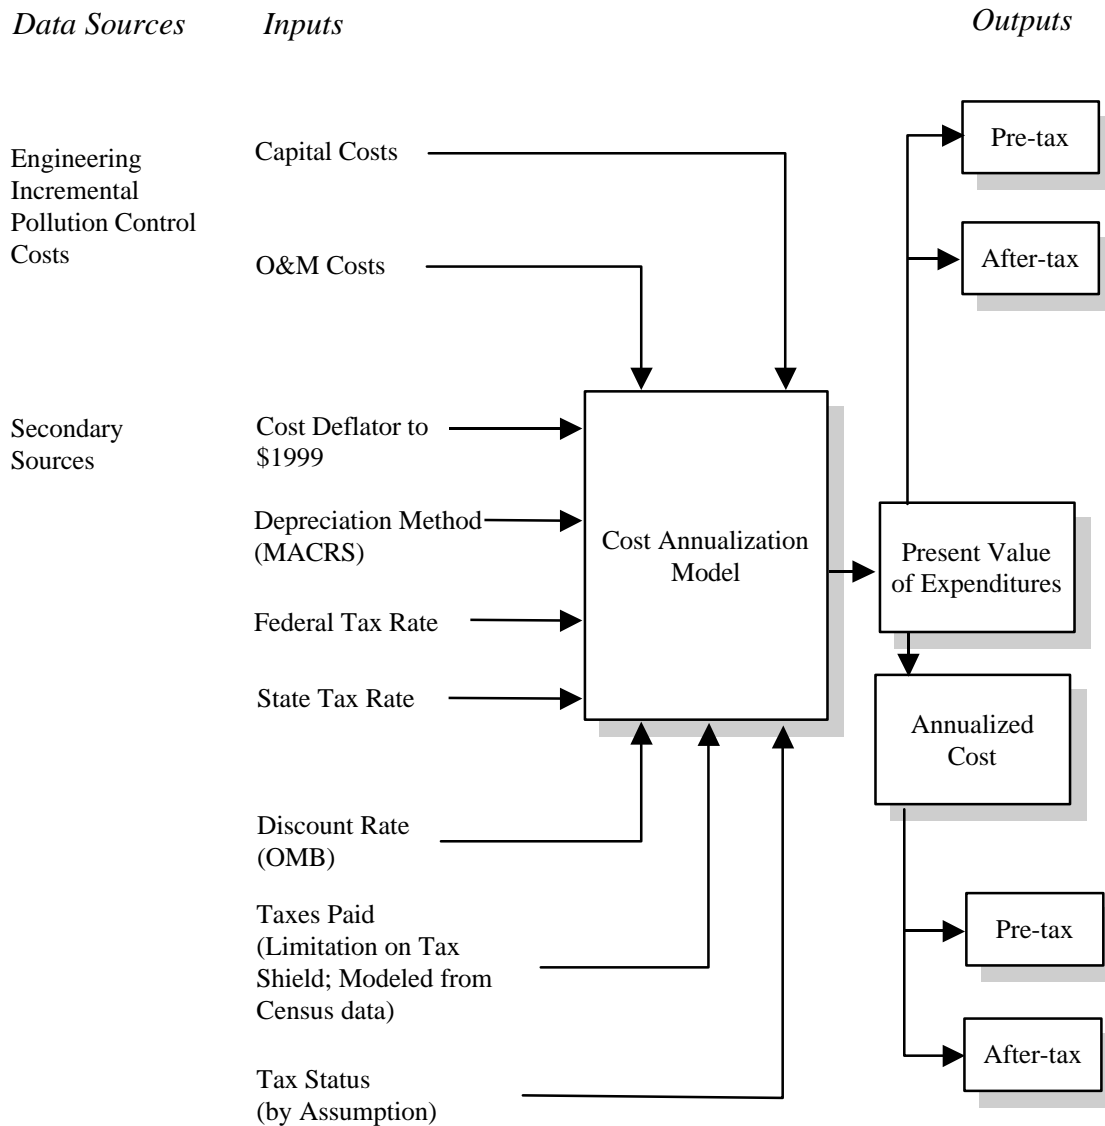 Data Sources
Inputs
Outputs
Engineering
Incremental
Pollution Control
Costs
Capital Costs
O&M Costs
Pre-tax
After-tax
Secondary
Sources
Cost Deflator to
$1999
Depreciation Method
(MACRS)
Federal Tax Rate
State Tax Rate
Cost Annualization
Model
Present Value
of Expenditures
Annualized
Cost
Discount Rate
(OMB)
Taxes Paid
(Limitation on Tax
Shield; Modeled from
Census data)
Tax Status
(by Assumption)
Pre-tax
After-tax